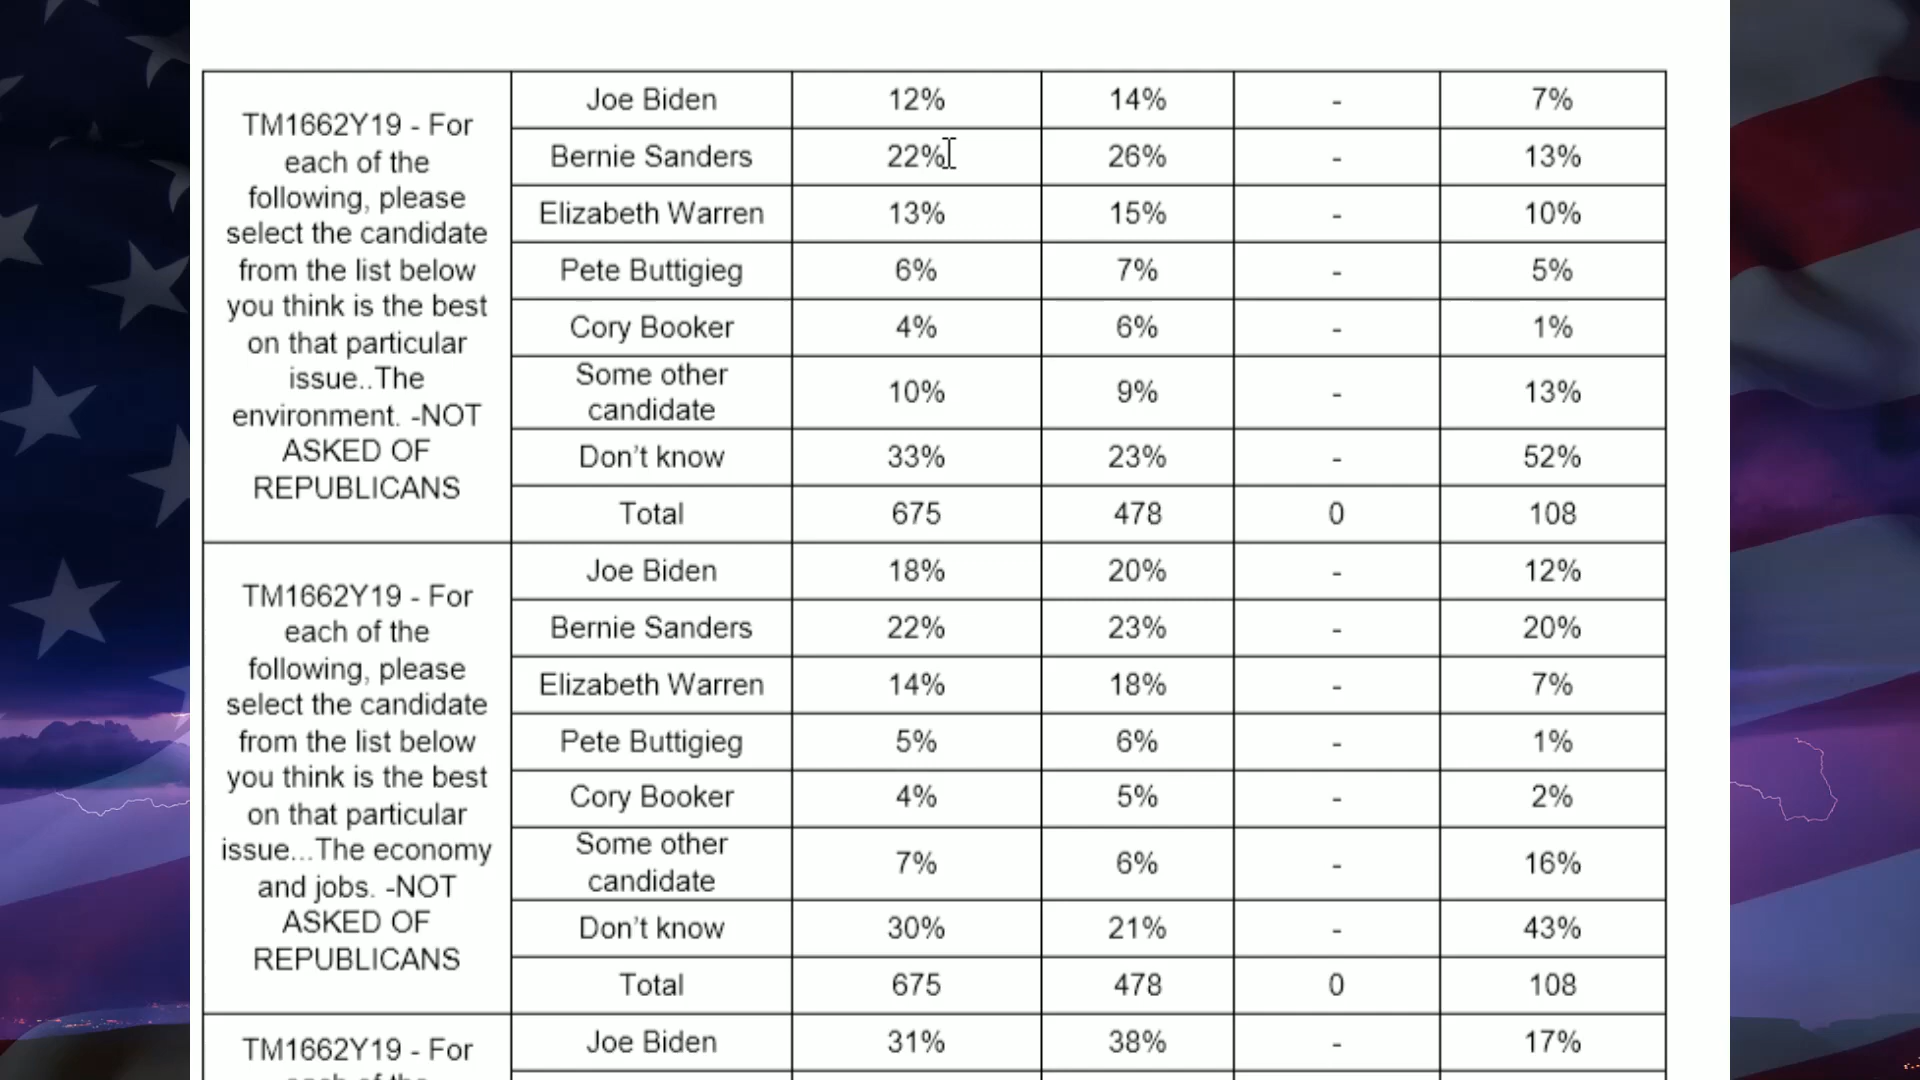 TM1662Y19 - For
each of the
following, please
select the candidate
from the list below
you think is the best
on that particular
issue..The
environment. -NOT
ASKED OF
REPUBLICANS
Joe Biden 12% 14% - 7%
Bernie Sanders 22% 26% - 13%
Elizabeth Warren 13% 15% - 10%
Pete Buttigieg 6% 7% - 5%
Cory Booker 4% 6% - 1%
Some other
candidate 10% 9% - 13%
Don’t know 33% 23% - 52%
Total 675 478 0 108
TM1662Y19 - For
each of the
following, please
select the candidate
from the list below
you think is the best
on that particular
issue...The economy
and jobs. -NOT
ASKED OF
REPUBLICANS
Joe Biden 18% 20% - 12%
Bernie Sanders 22% 23% - 20%
Elizabeth Warren 14% 18% - 7%
Pete Buttigieg 5% 6% - 1%
Cory Booker 4% 5% - 2%
Some other
candidate 7% 6% - 16%
Don’t know 30% 21% - 43%
Total 675 478 0 108
TM1662Y19 - For
each of the
Joe Biden 31% 38% - 17%